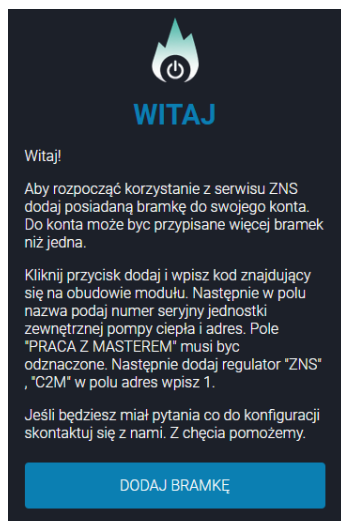 WITAJ
Witaj!
Aby rozpocząć korzystanie z serwisu ZNS
dodaj posiadaną bramkę do swojego konta.
Do konta może byc przypisane więcej bramek
niż jedna.
Kliknij przycisk dodaj i wpisz kod znajdujący
się na obudowie modułu. Następnie w polu
nazwa podaj numer seryjny jednostki
zewnętrznej pompy ciepła i adres. Pole
"PRACA Z MASTEREM" musi byc
odznaczone. Następnie dodaj regulator "ZNS"
, "C2M" w polu adres wpisz 1.
Jeśli będziesz miał pytania co do konfiguracji
skontaktuj się z nami. Z chęcia pomożemy.
DODAJ BRAMKĘ